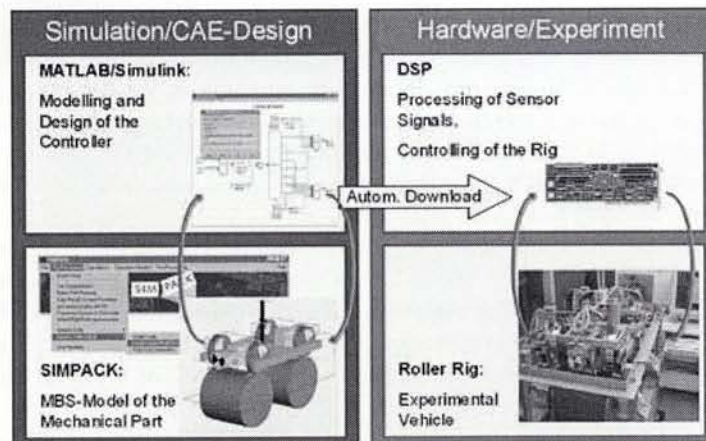 Simulation/CAE-Design
MATLAB/Simulink:
Modelling and
Design of the
Controller
SIMPACK:
MBS-Model of the
Mechanical Part
Autom. Download
Hardware/Experiment
DSP
Processing of Sensor
Signals,
Controlling of the Rig
Roller Rig:
Experimental
Vehicle